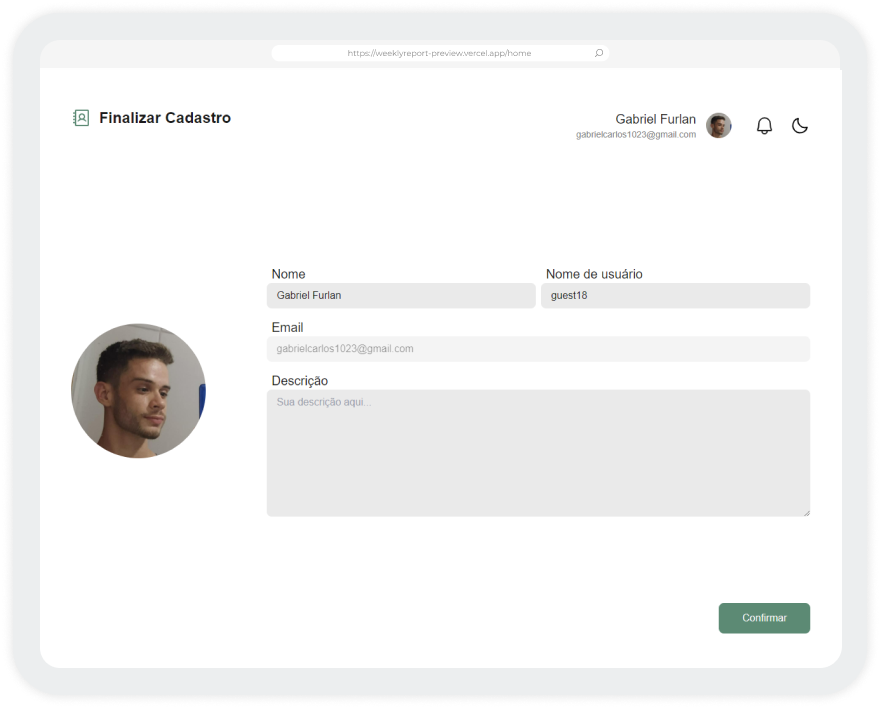 https://weeklyreport-preview.vercel.app/home
Finalizar Cadastro
Gabriel Furlan
gabrielcarlos1023@gmail.com
Nome
Nome de usuário
Gabriel Furlan
guest18
Email
gabrielcarlos1023@gmail.com
Descrição
Sua descrição aqui...
Confirmar